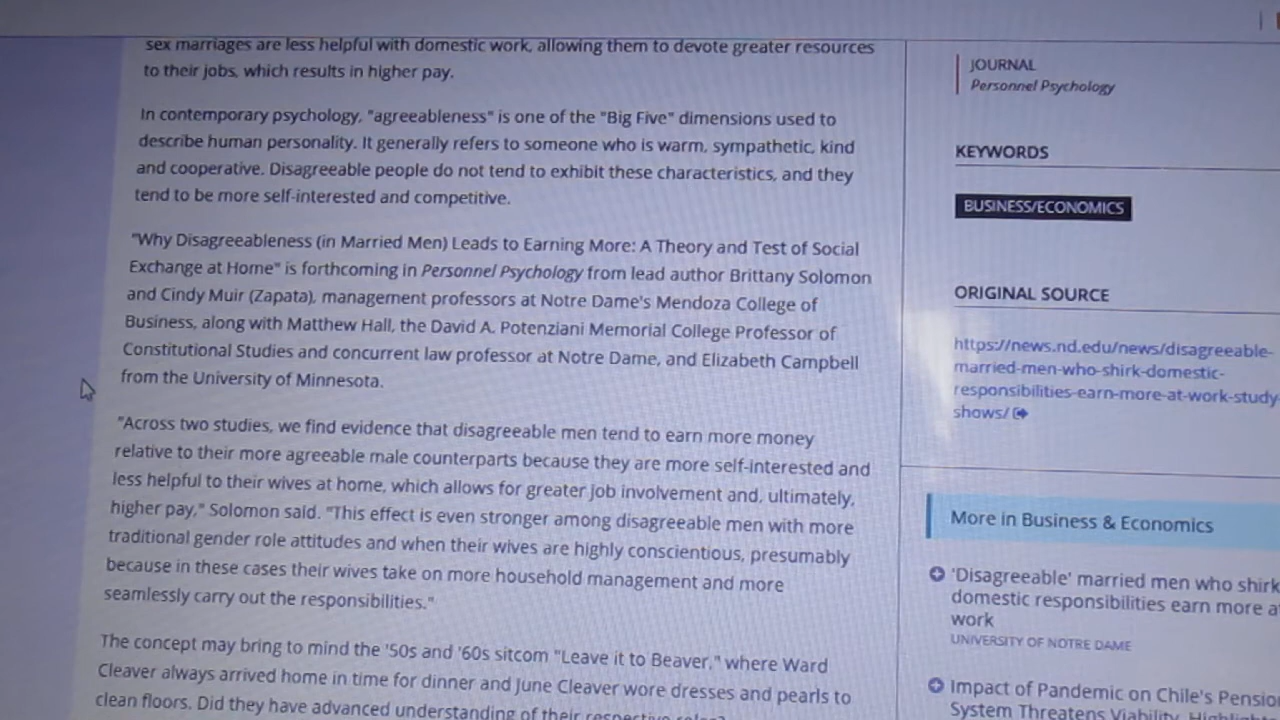 sex marriages are less helpful with domestic work, allowing them to devote greater resources
to their jobs, which results in higher pay.
In contemporary psychology, "agreeableness" is one of the "Big Five" dimensions used to
describe human personality. It generally refers to someone who is warm, sympathetic, kind
and cooperative. Disagreeable people do not tend to exhibit these characteristics, and they
tend to be more self-interested and competitive.
"Why Disagreeableness (in Married Men) Leads to Earning More: A Theory and Test of Social
Exchange at Home" is forthcoming in Personnel Psychology from lead author Brittany Solomon
and Cindy Muir (Zapata), management professors at Notre Dame's Mendoza College of
Business, along with Matthew Hall, the David A. Potenziani Memorial College Professor of
Constitutional Studies and concurrent law professor at Notre Dame, and Elizabeth Campbell
from the University of Minnesota.
"Across two studies, we find evidence that disagreeable men tend to earn more money
relative to their more agreeable male counterparts because they are more self-interested and
less helpful to their wives at home, which allows for greater job involvement and, ultimately,
higher pay," Solomon said. "This effect is even stronger among disagreeable men with more
traditional gender role attitudes and when their wives are highly conscientious, presumably
because in these cases their wives take on more household management and more
seamlessly carry out the responsibilities."
The concept may bring to mind the '50s and '60s sitcom "Leave it to Beaver," where Ward
Cleaver always arrived home in time for dinner and June Cleaver wore dresses and pearls to
clean floors. Did they have advanced understanding of their respective roles?
JOURNAL
Personnel Psychology
KEYWORDS
BUSINESS/ECONOMICS
ORIGINAL SOURCE
https://news.nd.edu/news/disagreeable-
married-men-who-shirk-domestic-
responsibilities-earn-more-at-work-study-
shows/
More in Business & Economics
'Disagreeable' married men who shirk
domestic responsibilities earn more a
work
UNIVERSITY OF NOTRE DAME
Impact of Pandemic on Chile's Pensio
System Threatens Viability, Highlight